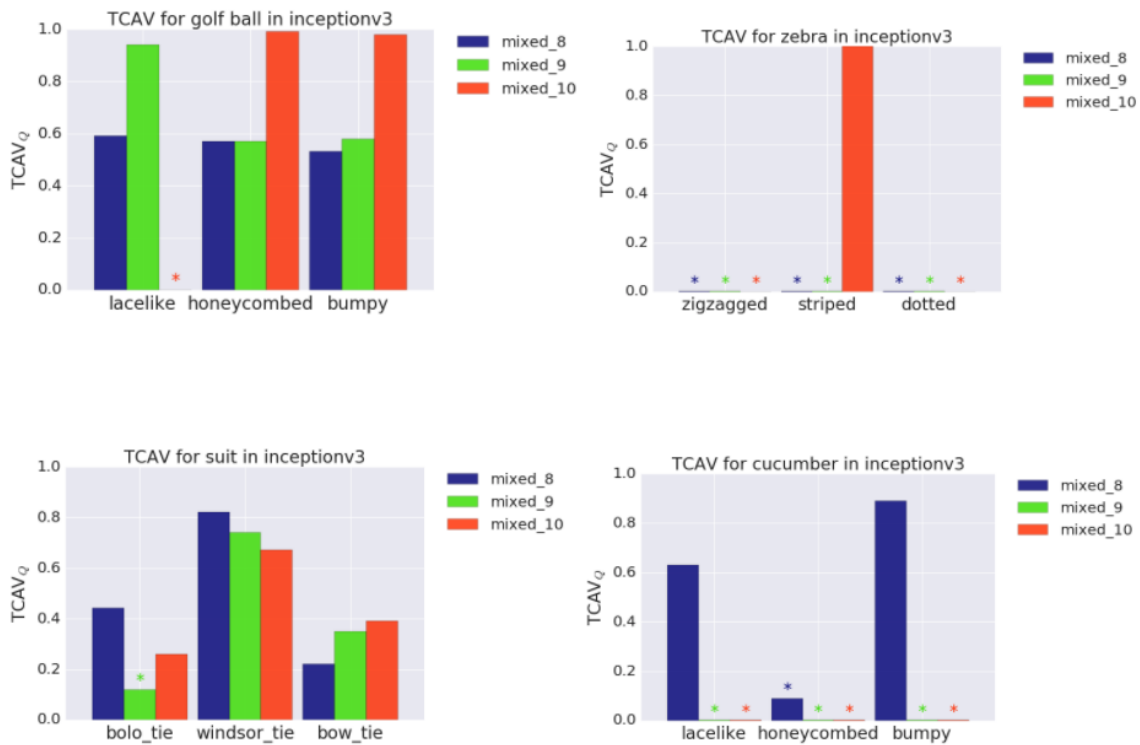 TCAV for golf ball in inceptionv3
1.0
0.8
0.6
0.4
0.2
0.0
TCAV_Q
*
lacelike honeycombed bumpy
mixed_8
mixed_9
mixed_10
TCAV for zebra in inceptionv3
1.0
0.8
0.6
0.4
0.2
0.0
TCAV_Q
* * * * * * * *
zigzagged striped dotted
mixed_8
mixed_9
mixed_10
TCAV for suit in inceptionv3
1.0
0.8
0.6
0.4
0.2
0.0
TCAV_Q
*
bolo_tie windsor_tie bow_tie
mixed_8
mixed_9
mixed_10
TCAV for cucumber in inceptionv3
1.0
0.8
0.6
0.4
0.2
0.0
TCAV_Q
*
* * * * * *
lacelike honeycombed bumpy
mixed_8
mixed_9
mixed_10